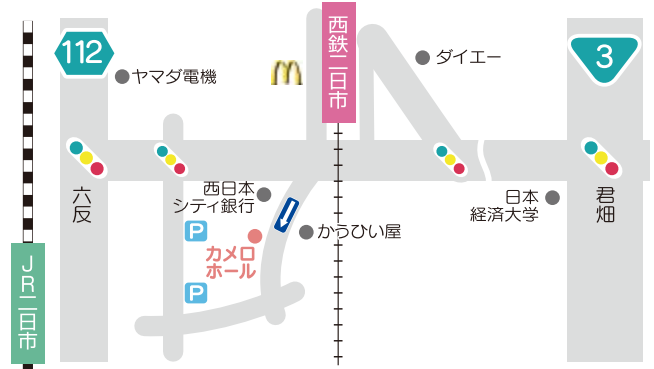 112
西鉄二日市
3
ヤマダ電機
ダイエー
六反
西日本
シティ銀行
日本
経済大学
君畑
P
かうひい屋
カメロ
ホール
P
JR二日市